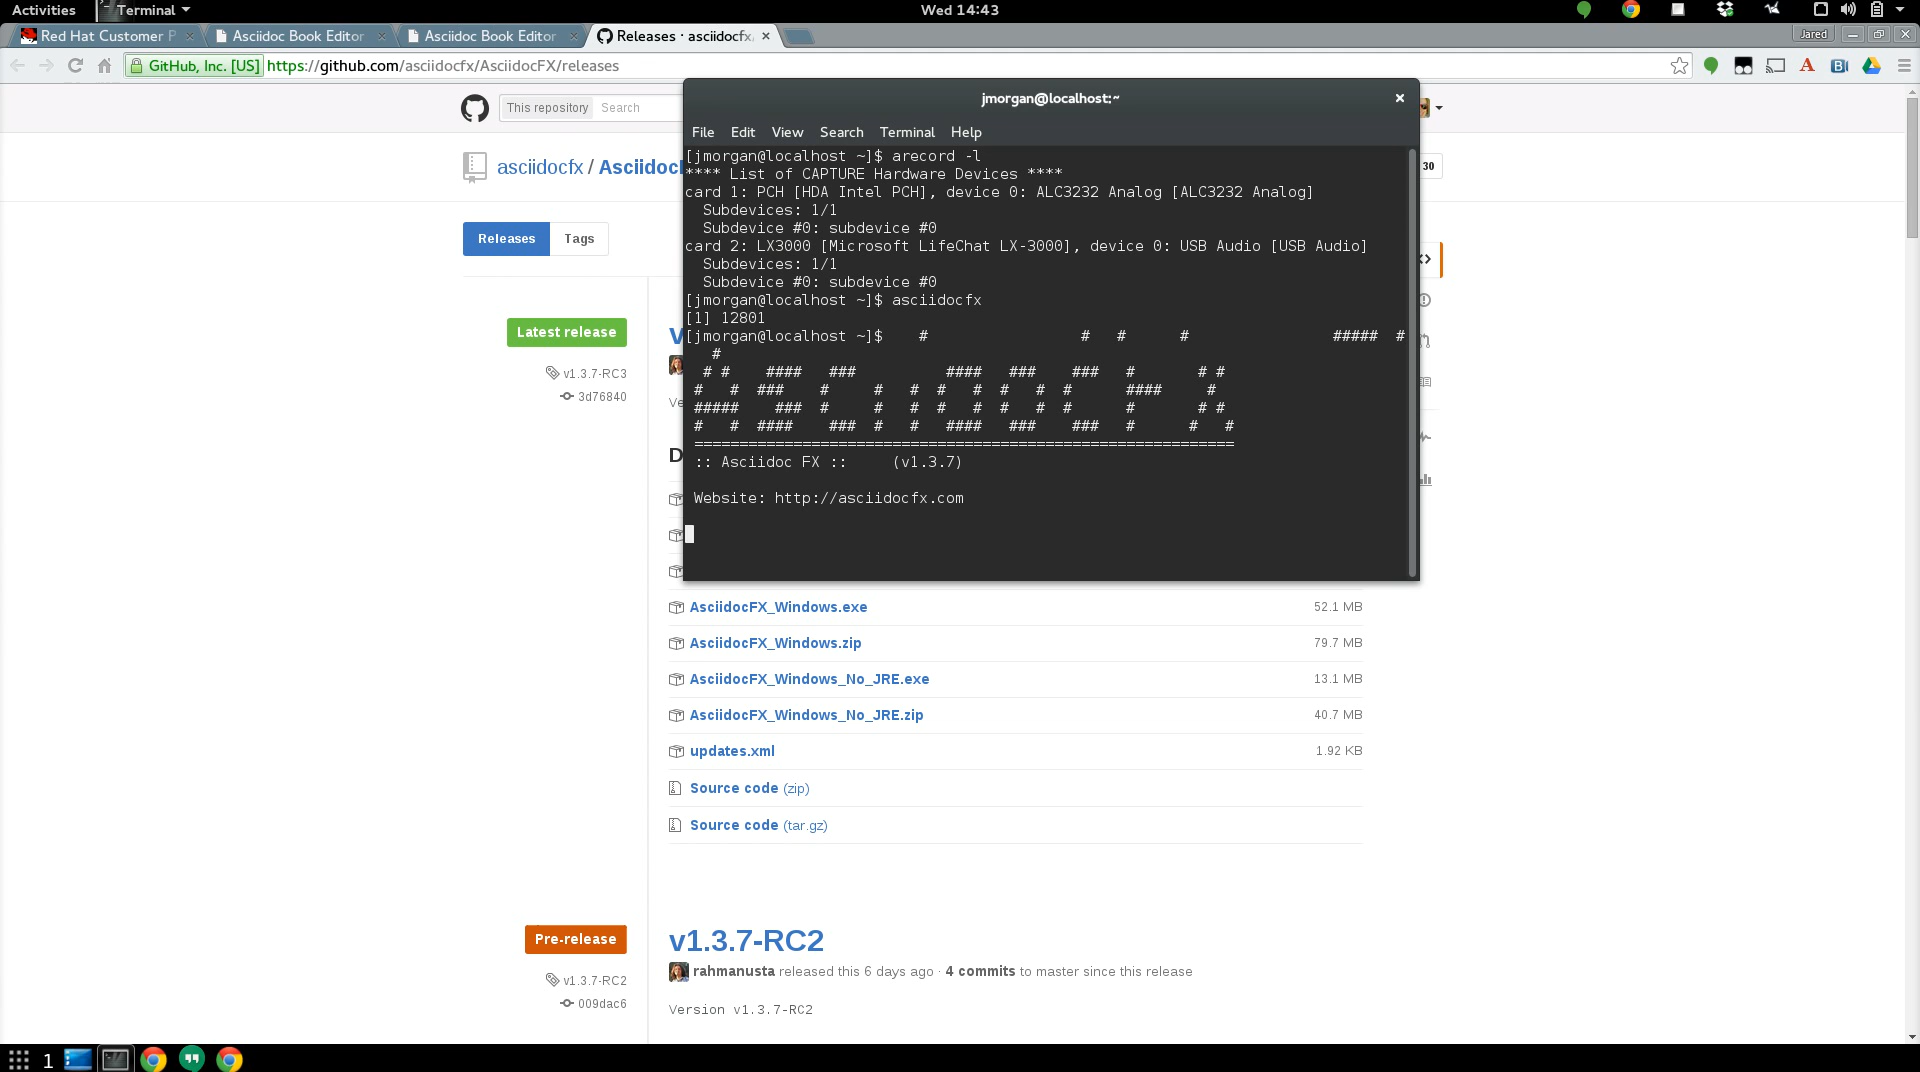 Activities Terminal Wed 14:43
Red Hat Customer P Asciidoc Book Editor Asciidoc Book Editor Releases · asciidocfx/ Jared
GitHub, Inc. [US] https://github.com/asciidocfx/AsciidocFX/releases
This repository Search
jmorgan@localhost:~
File Edit View Search Terminal Help
asciidocfx / Asciidoc
30
Releases Tags
[jmorgan@localhost ~]$ arecord -l
**** List of CAPTURE Hardware Devices ****
card 1: PCH [HDA Intel PCH], device 0: ALC3232 Analog [ALC3232 Analog]
  Subdevices: 1/1
  Subdevice #0: subdevice #0
card 2: LX3000 [Microsoft LifeChat LX-3000], device 0: USB Audio [USB Audio]
  Subdevices: 1/1
  Subdevice #0: subdevice #0
[jmorgan@localhost ~]$ asciidocfx
[1] 12801
[jmorgan@localhost ~]$    #                 #   #      #                #####  #
   #
  # #    ####   ###          ####   ###    ###   #       # #
 #   #  ###    #     #   #  #   #  #   #  #      ####     #
 #####    ###  #     #   #  #   #  #   #  #      #       # #
 #   #  ####    ###  #   #   ####   ###    ###   #      #   #
 ============================================================
 :: Asciidoc FX ::     (v1.3.7)
 Website: http://asciidocfx.com
Latest release
v
v1.3.7-RC3
3d76840
Ve
D
AsciidocFX_Windows.exe 52.1 MB
AsciidocFX_Windows.zip 79.7 MB
AsciidocFX_Windows_No_JRE.exe 13.1 MB
AsciidocFX_Windows_No_JRE.zip 40.7 MB
updates.xml 1.92 KB
Source code (zip)
Source code (tar.gz)
Pre-release
v1.3.7-RC2
009dac6
v1.3.7-RC2
rahmanusta released this 6 days ago · 4 commits to master since this release
Version v1.3.7-RC2
1